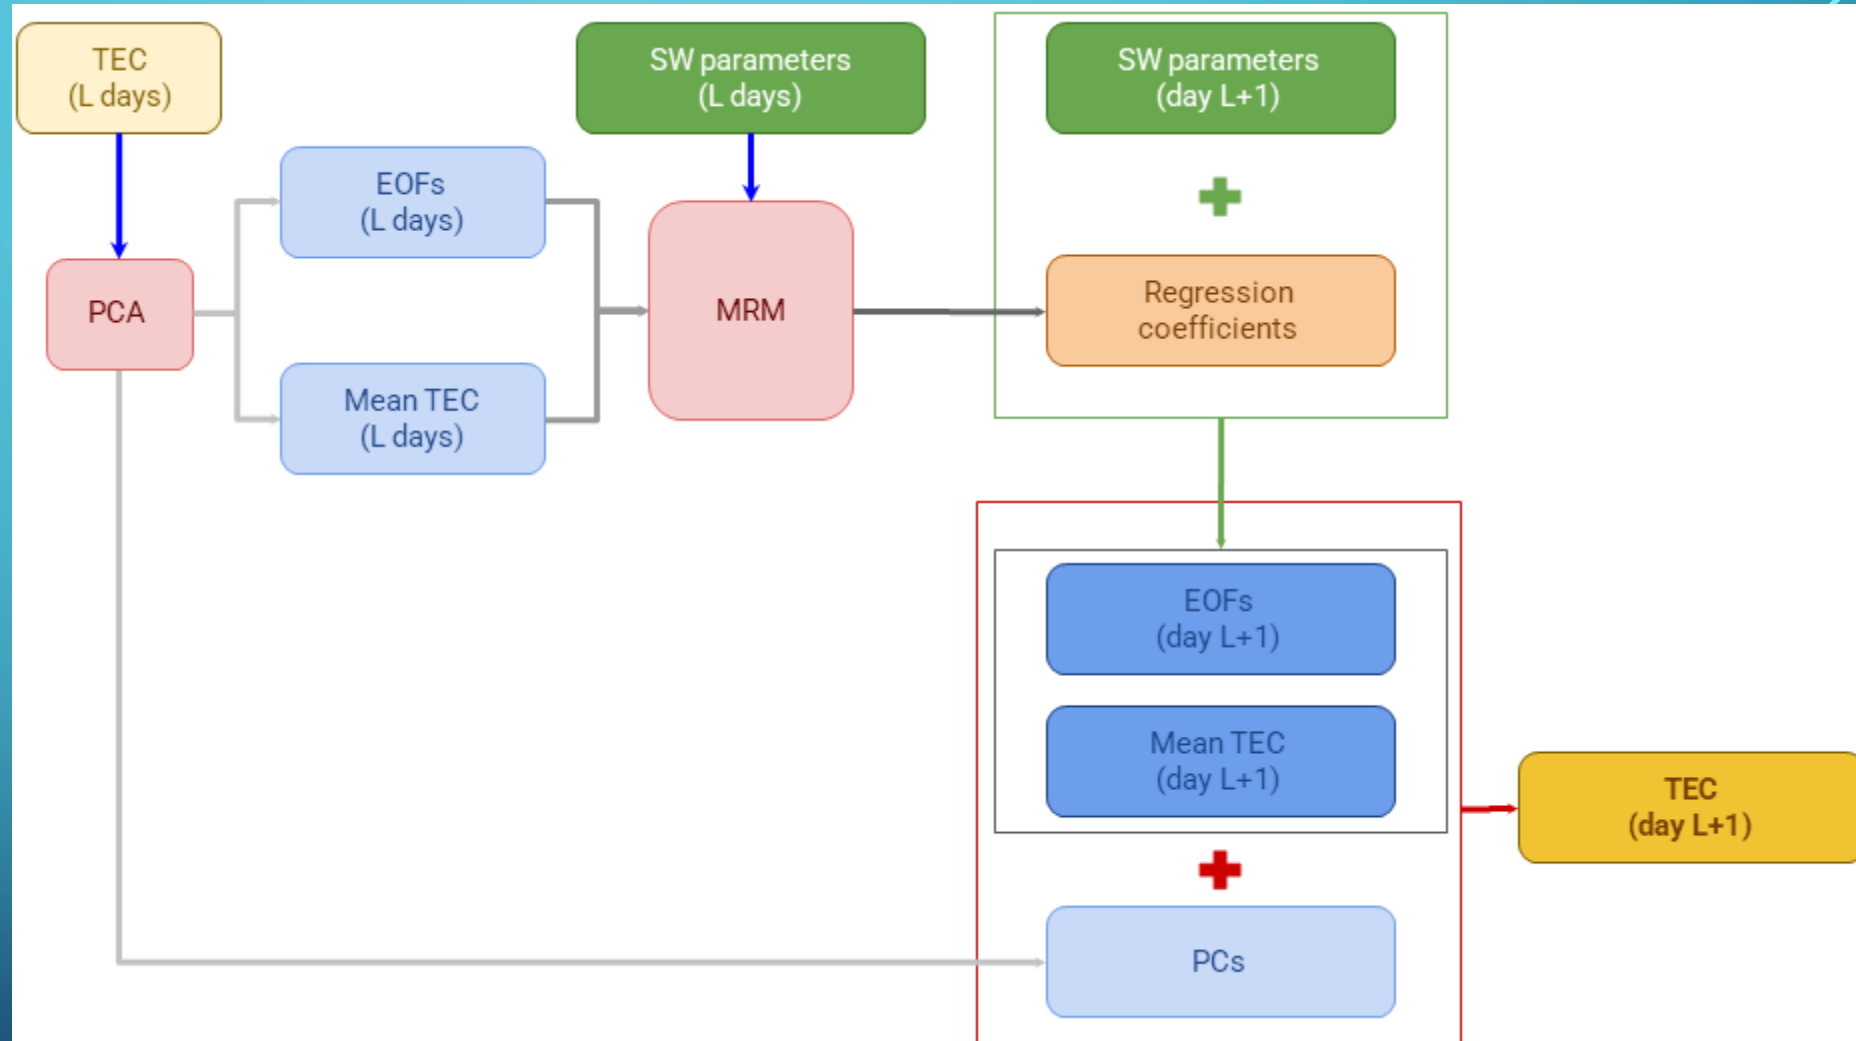 TEC
(L days)
SW parameters
(L days)
SW parameters
(day L+1)
EOFs
(L days)
PCA
MRM
Regression
coefficients
Mean TEC
(L days)
EOFs
(day L+1)
Mean TEC
(day L+1)
TEC
(day L+1)
PCs